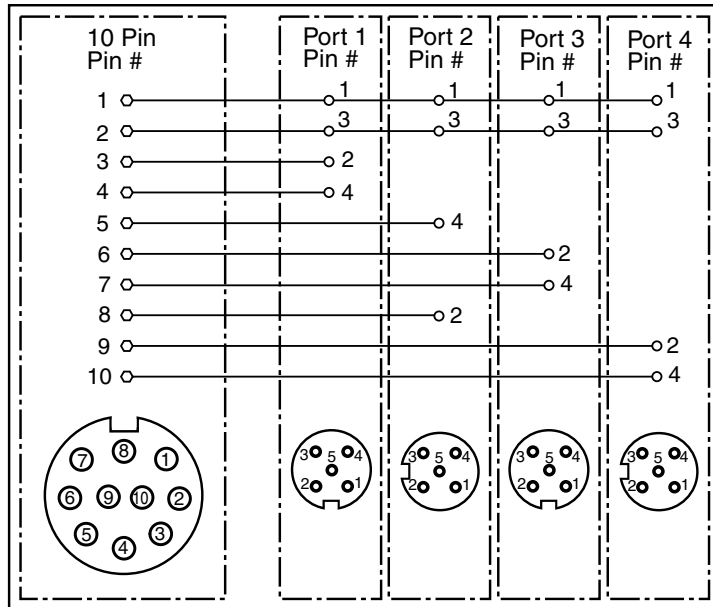 10 Pin
Pin #
Port 1
Pin #
Port 2
Pin #
Port 3
Pin #
Port 4
Pin #
1 1 1 1 1
2 3 3 3 3
3 2
4 4
5 4
6 2
7 4
8 2
9 2
10 4
8
7 1
6 9 10 2
5 3
4
3 5 4
2 1
3 5 4
2 1
3 5 4
2 1
3 5 4
2 1